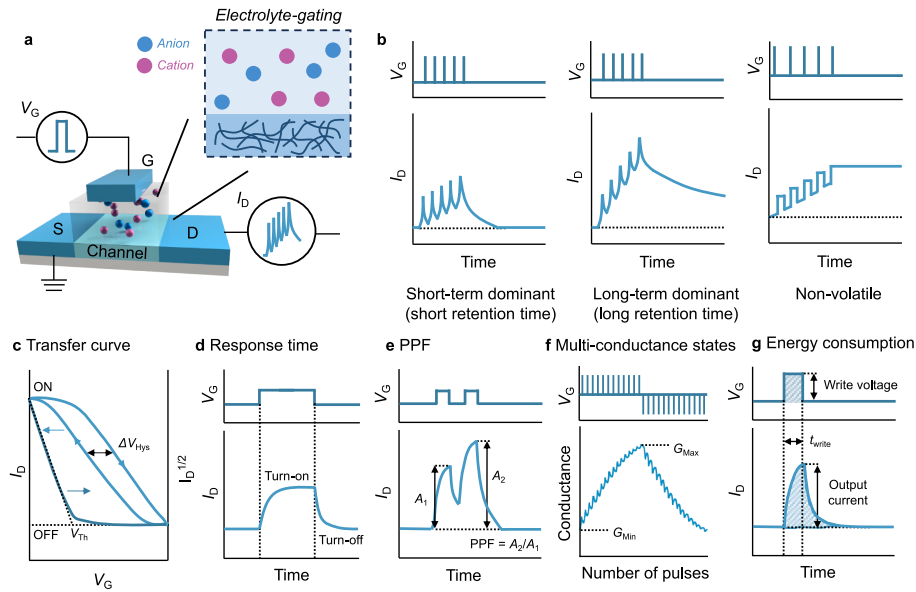 a
Electrolyte-gating
Anion
Cation
V_G
G
I_D
S
D
Channel
b
V_G
I_D
Time
Short-term dominant
(short retention time)
V_G
I_D
Time
Long-term dominant
(long retention time)
V_G
I_D
Time
Non-volatile
c Transfer curve
ON
ΔV_Hys
I_D
I_D^1/2
OFF
V_Th
V_G
d Response time
V_G
I_D
Turn-on
Turn-off
Time
e PPF
V_G
I_D
A_1
A_2
PPF = A_2/A_1
Time
f Multi-conductance states
V_G
Conductance
G_Max
G_Min
Number of pulses
g Energy consumption
V_G
Write voltage
t_write
I_D
Output
current
Time